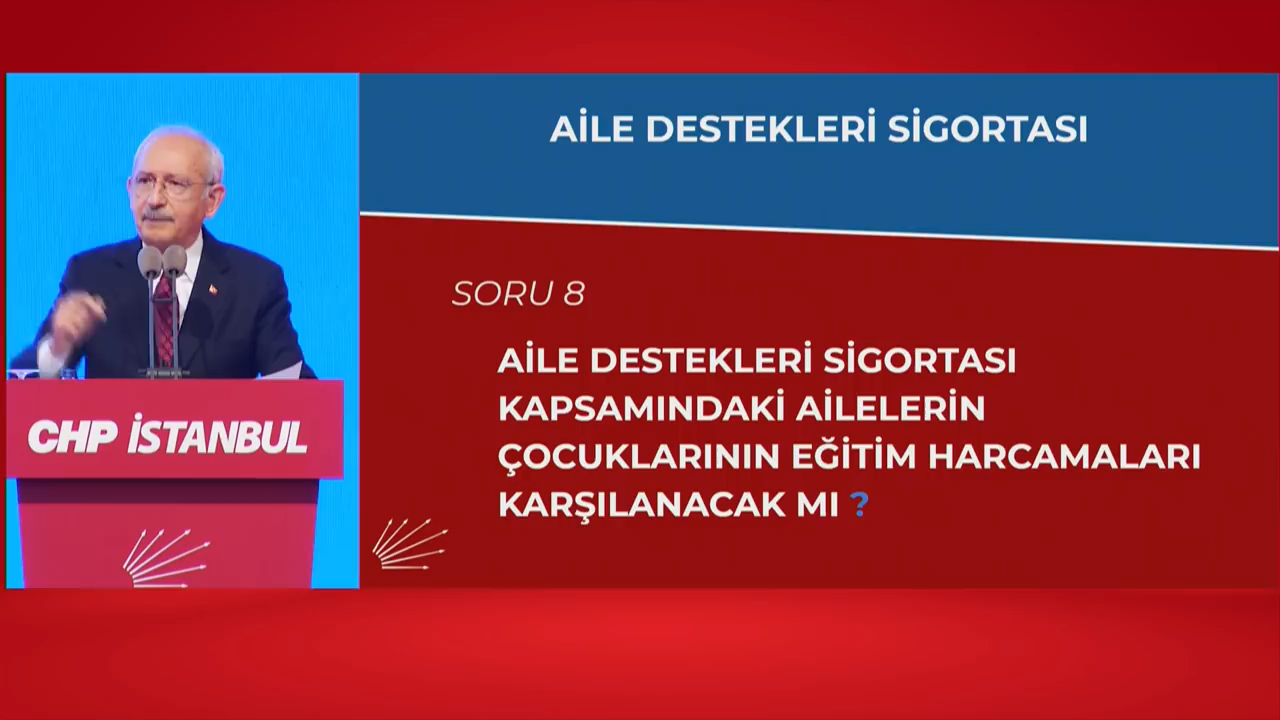 AİLE DESTEKLERİ SİGORTASI
SORU 8
AİLE DESTEKLERİ SİGORTASI
KAPSAMINDAKİ AİLELERİN
ÇOCUKLARININ EĞİTİM HARCAMALARI
KARŞILANACAK MI ?
CHP İSTANBUL